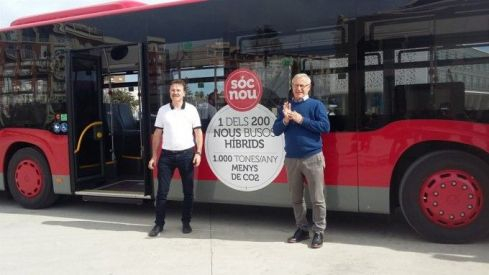 sóc
nou
1 DELS 200
NOUS BUSOS
HÍBRIDS
1.000 TONES/ANY
MENYS
DE CO2